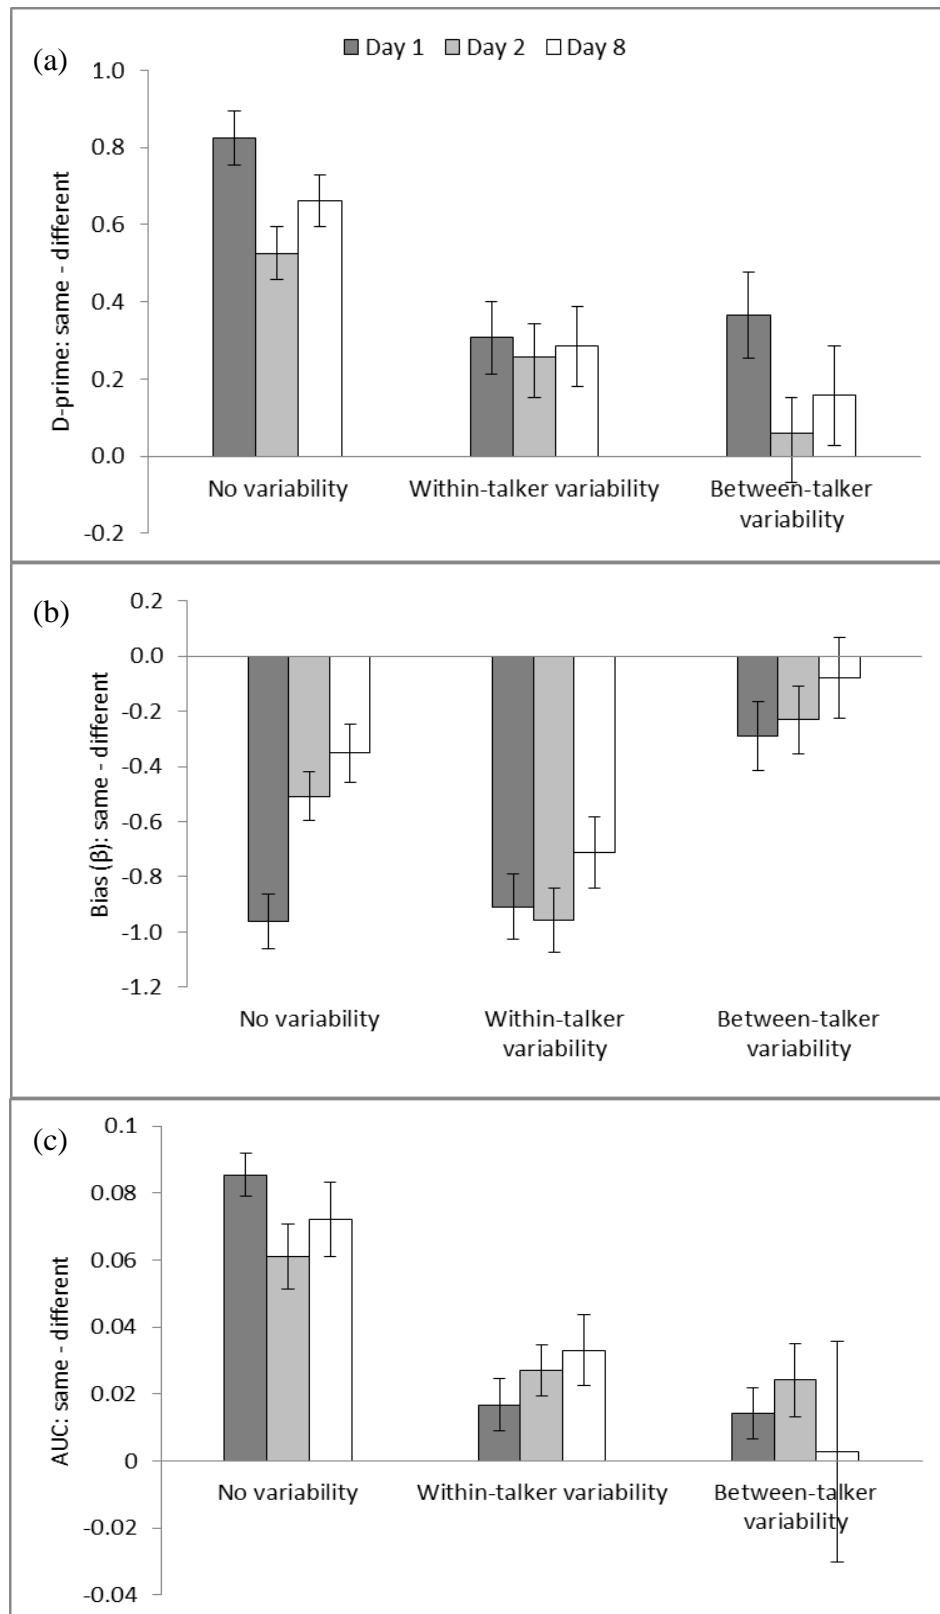 (a)
Day 1 Day 2 Day 8
D-prime: same - different
1.0
0.8
0.6
0.4
0.2
0.0
-0.2
No variability
Within-talker variability
Between-talker
variability
(b)
Bias (β): same - different
0.2
0.0
-0.2
-0.4
-0.6
-0.8
-1.0
-1.2
No variability
Within-talker
variability
Between-talker
variability
(c)
AUC: same - different
0.1
0.08
0.06
0.04
0.02
0
-0.02
-0.04
No variability
Within-talker variability
Between-talker
variability